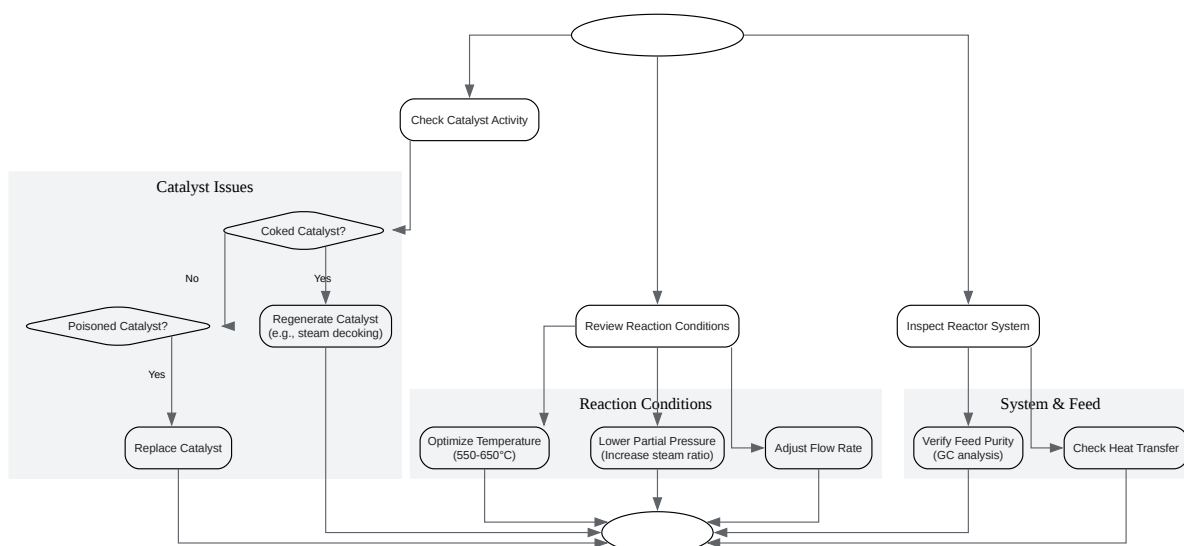 Check Catalyst Activity
Catalyst Issues
Coked Catalyst?
No
Yes
Poisoned Catalyst?
Regenerate Catalyst
(e.g., steam decoking)
Review Reaction Conditions
Inspect Reactor System
Yes
Reaction Conditions
System & Feed
Replace Catalyst
Optimize Temperature
(550-650°C)
Lower Partial Pressure
(Increase steam ratio)
Adjust Flow Rate
Verify Feed Purity
(GC analysis)
Check Heat Transfer